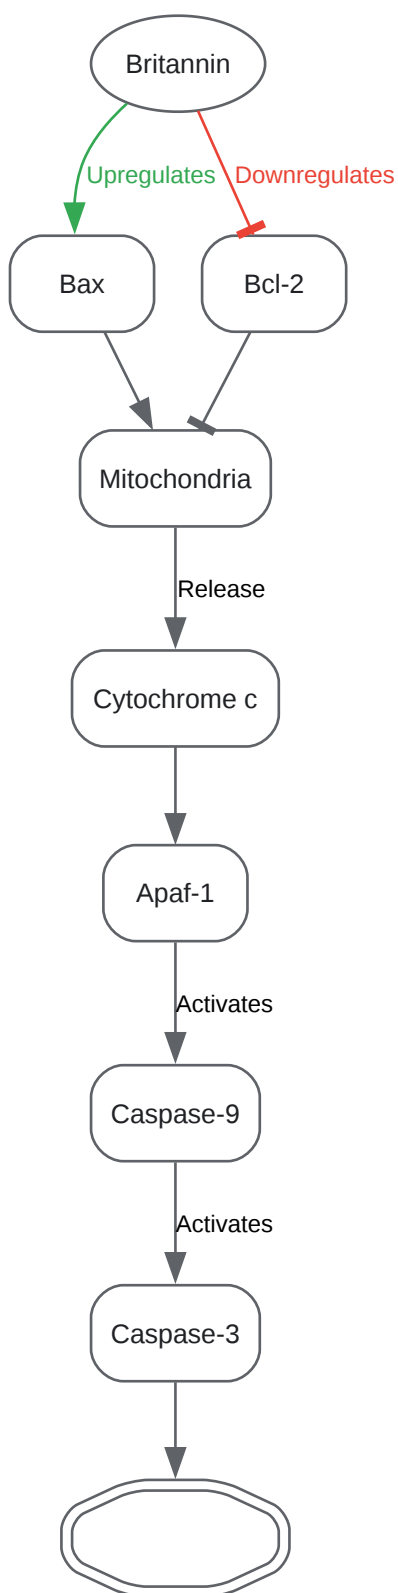 Britannin
Upregulates
Downregulates
Bax
Bcl-2
Mitochondria
Release
Cytochrome c
Apaf-1
Activates
Caspase-9
Activates
Caspase-3